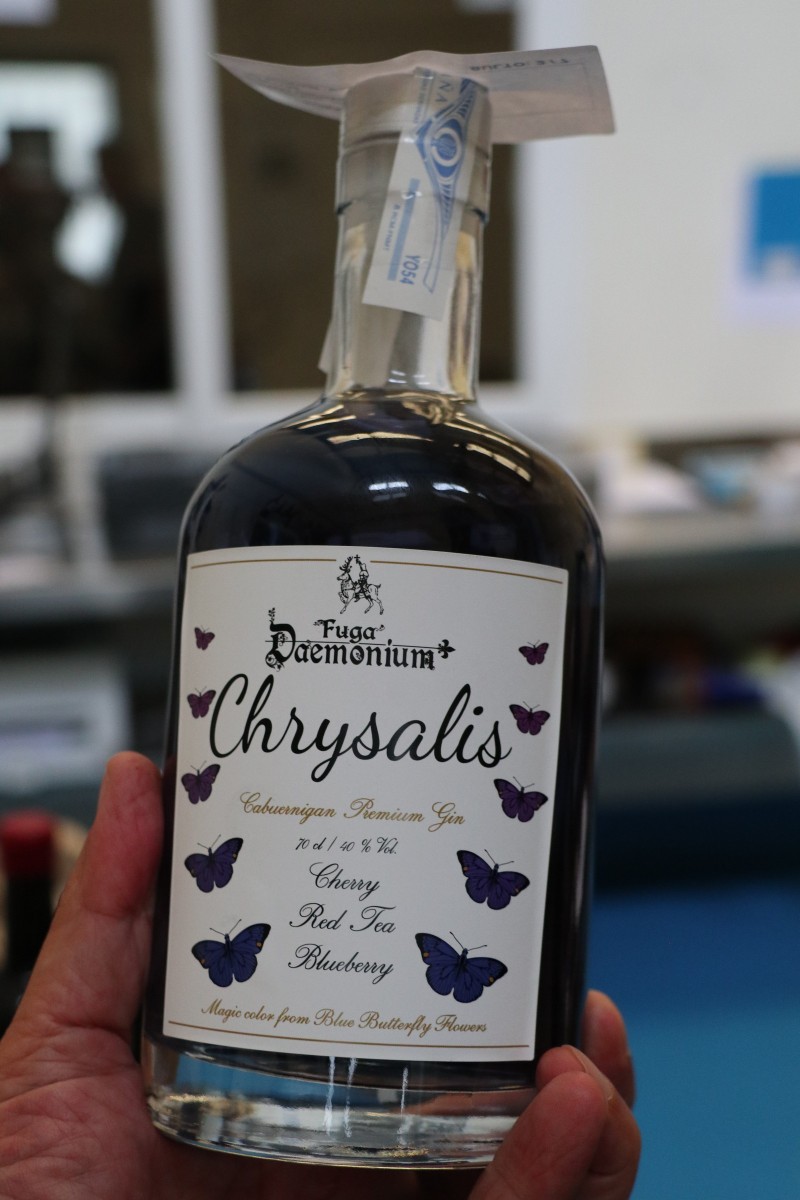 YO54
Fuga
Daemonium
Chrysalis
Cabuernigan Premium Gin
70 cl / 40 % Vol.
Cherry
Red Tea
Blueberry
Magic color from Blue Butterfly Flowers